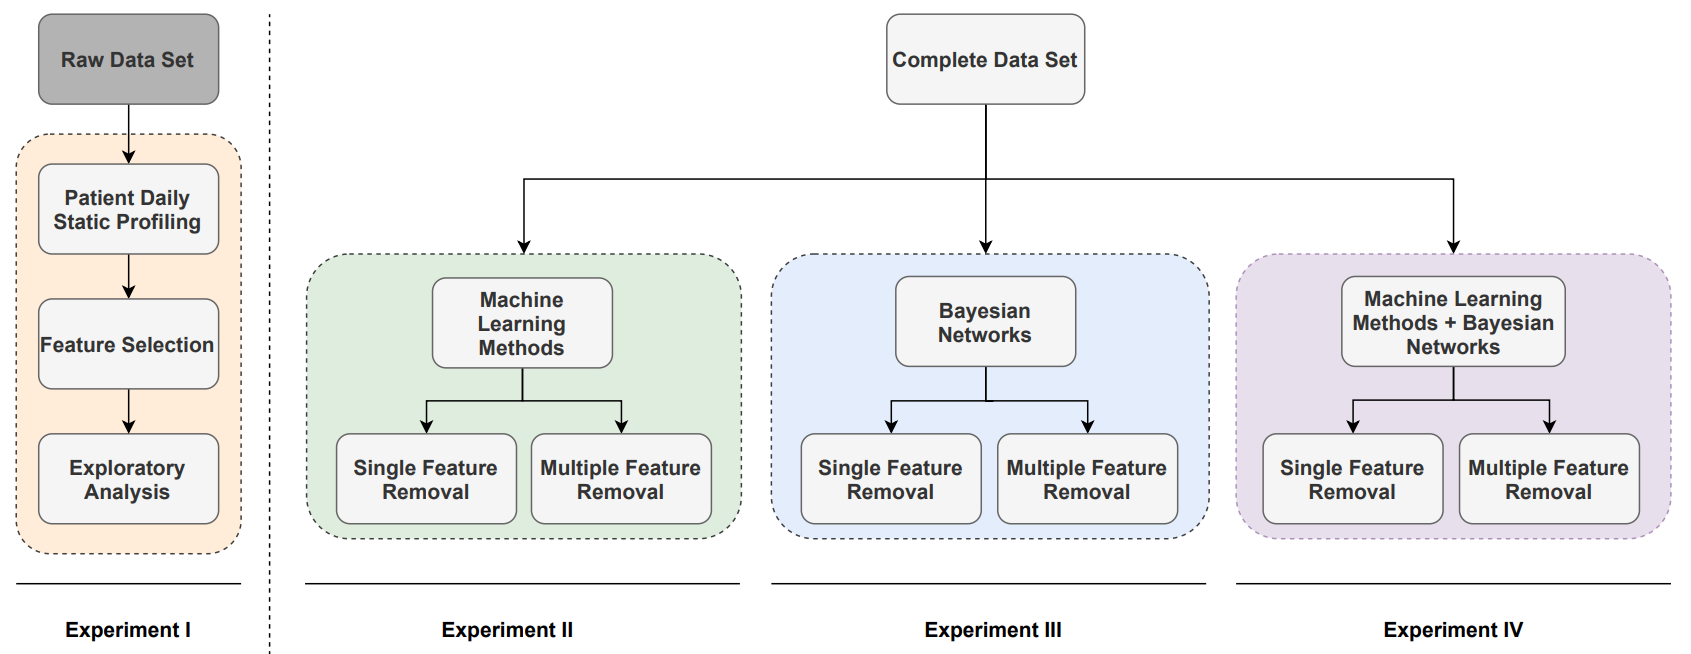 Raw Data Set
Patient Daily
Static Profiling
Feature Selection
Exploratory
Analysis
Experiment I
Complete Data Set
Machine
Learning
Methods
Single Feature
Removal
Multiple Feature
Removal
Experiment II
Bayesian
Networks
Single Feature
Removal
Multiple Feature
Removal
Experiment III
Machine Learning
Methods + Bayesian
Networks
Single Feature
Removal
Multiple Feature
Removal
Experiment IV